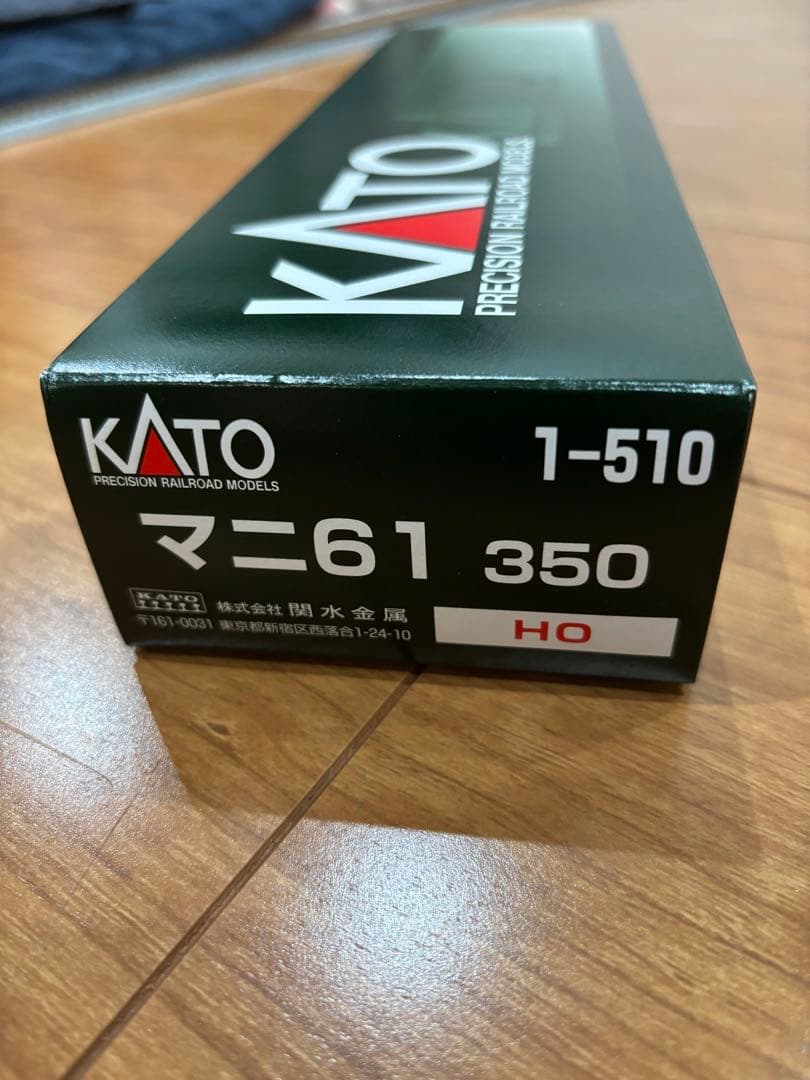 KATO
PRECISION RAILROAD MODELS
KATO
PRECISION RAILROAD MODELS
1-510
マニ61 350
KATO
株式会社 関水金属
〒161-0031 東京都新宿区西落合1-24-10
HO